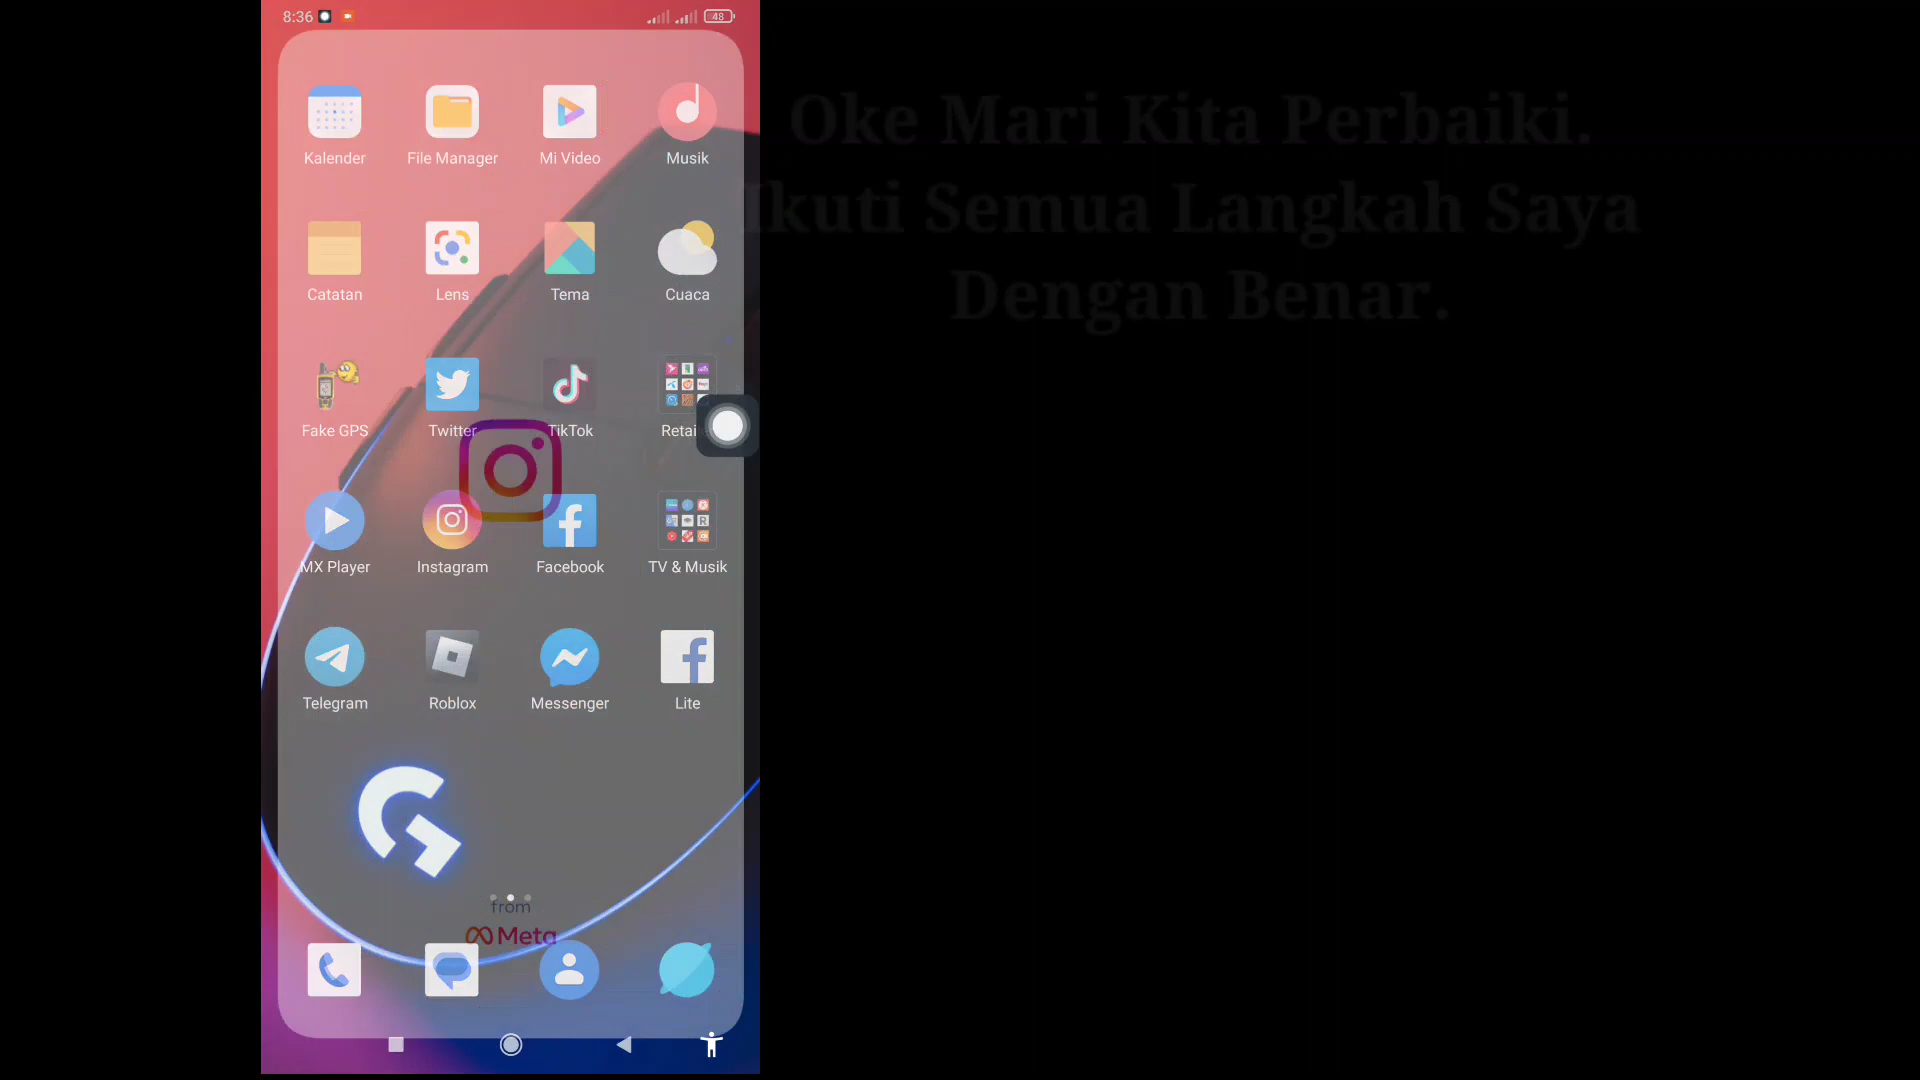 8:36
48
Kalender File Manager Mi Video Musik
Catatan Lens Tema Cuaca
Fake GPS Twitter TikTok Retai
MX Player Instagram Facebook TV & Musik
Telegram Roblox Messenger Lite
from
Meta
Oke Mari Kita Perbaiki.
Ikuti Semua Langkah Saya
Dengan Benar.